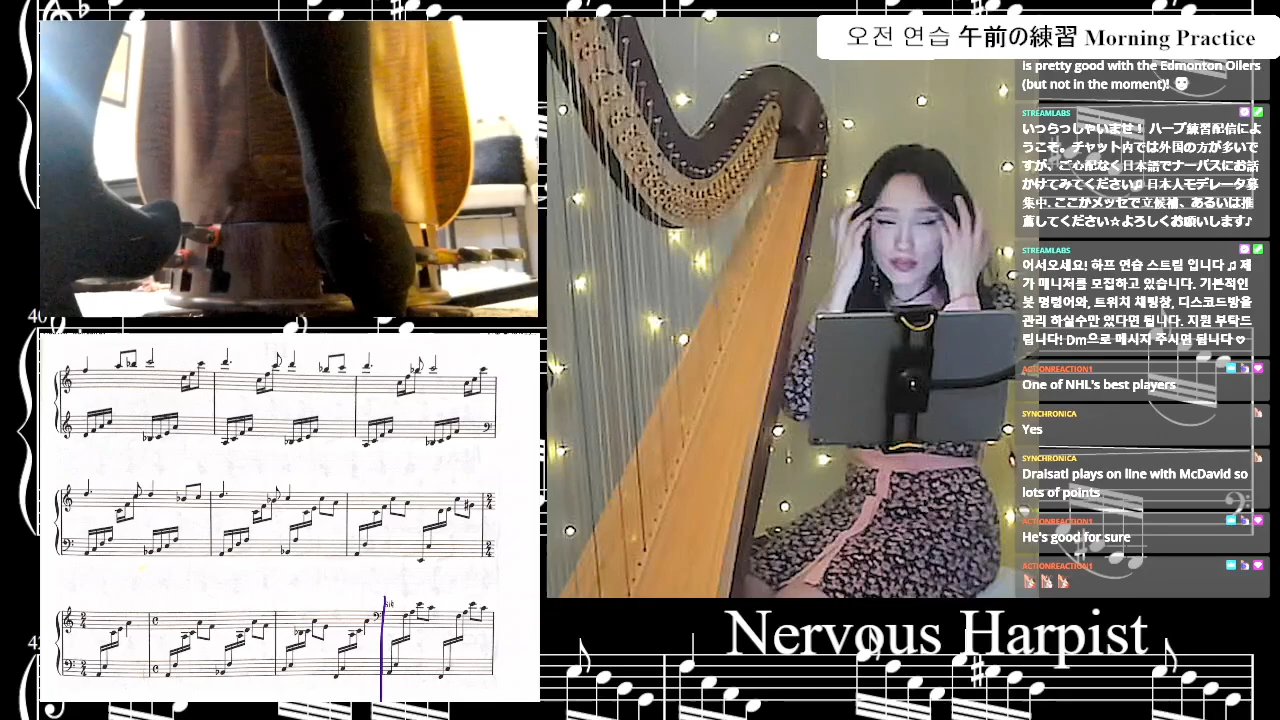 오전 연습 午前の練習 Morning Practice
is pretty good with the Edmonton Oilers
(but not in the moment)!
STREAMLABS
いっらっしゃいませ！ ハープ練習配信によ
うこそ、チャット内では外国の方が多いで
すが、ご心配なく日本語でナーバスにお話
かけてみてください♫ 日本人モデレータ募
集中. ここかメッセで立候補、あるいは推
薦してください☆よろしくお願いします♪
STREAMLABS
어서오세요! 하프 연습 스트림 입니다 ♫ 제
가 매니저를 모집하고 있습니다. 기본적인
봇 명령어와, 트위치 채팅창, 디스코드방을
관리 하실수만 있다면 됩니다. 지원 부탁드
립니다! Dm으로 메시지 주시면 됩니다 ♡
ACTIONREACTION1
One of NHL's best players
SYNCHRONICA
Yes
SYNCHRONICA
Draisatl plays on line with McDavid so
lots of points
ACTIONREACTION1
He's good for sure
ACTIONREACTION1
Nervous Harpist